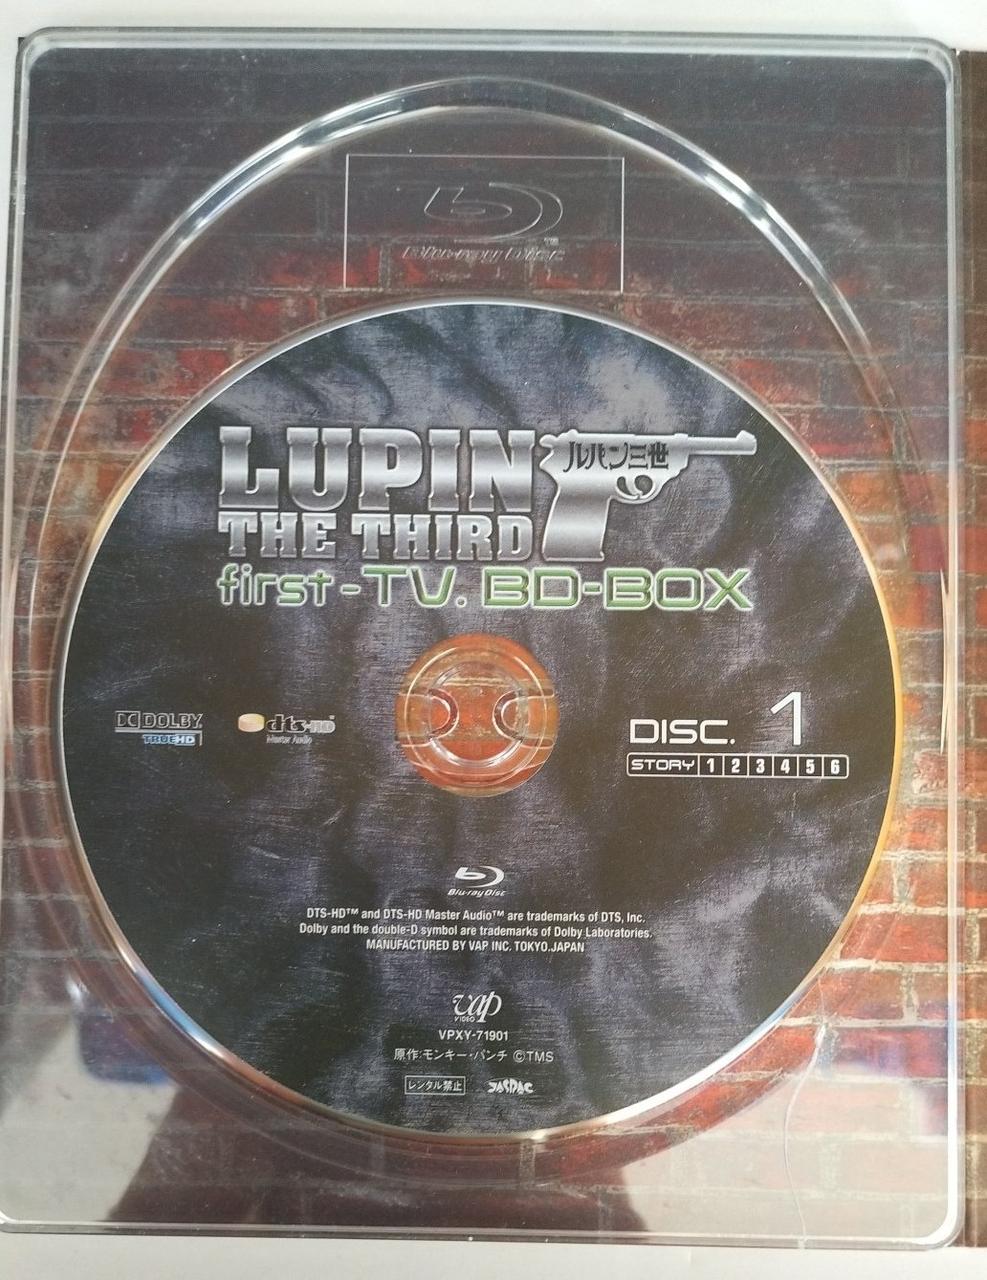 Blu-ray Disc™
LUPIN ルパン三世
THE THIRD
first-TV. BD-BOX
DOLBY
TRUEHD
dts-HD
Master Audio
DISC. 1
STORY 1 2 3 4 5 6
Blu-ray Disc
DTS-HD™ and DTS-HD Master Audio™ are trademarks of DTS, Inc.
Dolby and the double-D symbol are trademarks of Dolby Laboratories.
MANUFACTURED BY VAP INC. TOKYO.JAPAN
vap
VIDEO
VPXY-71901
原作:モンキー・パンチ ©TMS
レンタル禁止 JASRAC